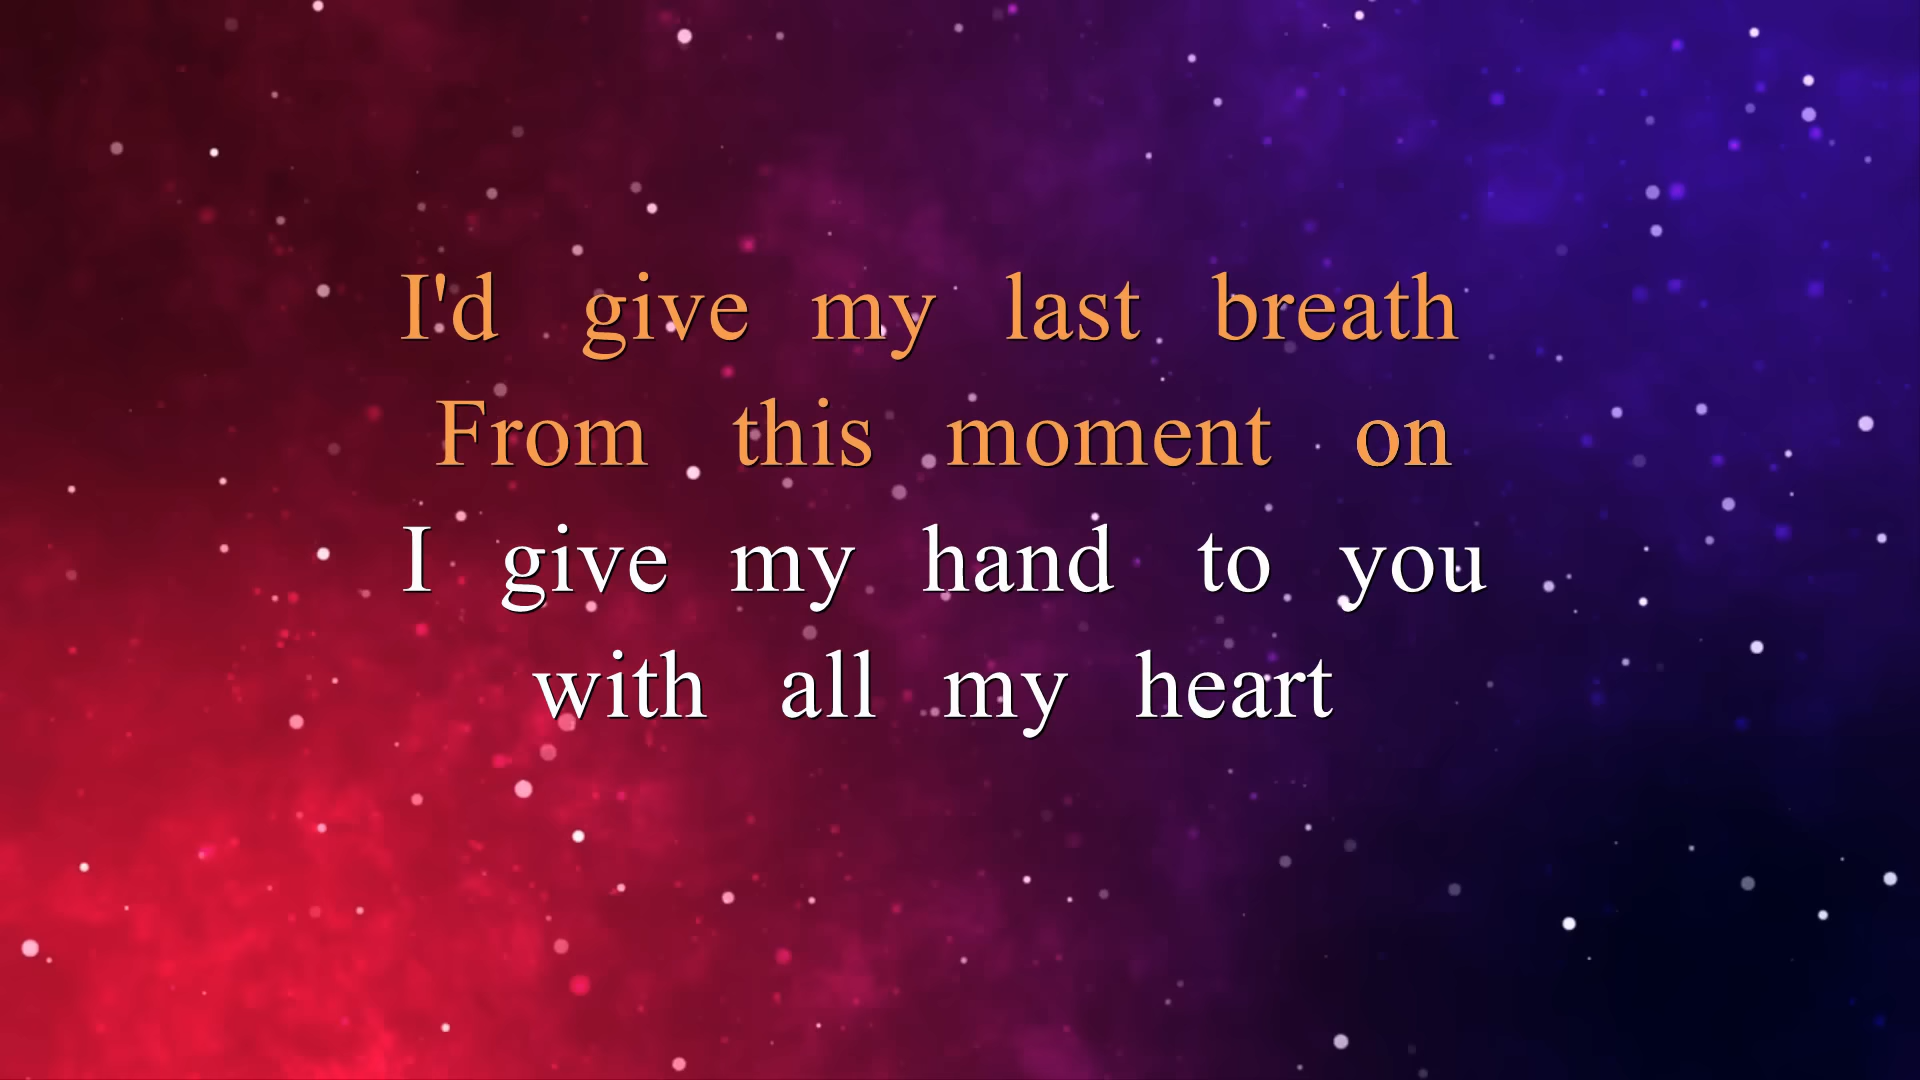 I'd give my last breath
From this moment on
I give my hand to you
with all my heart